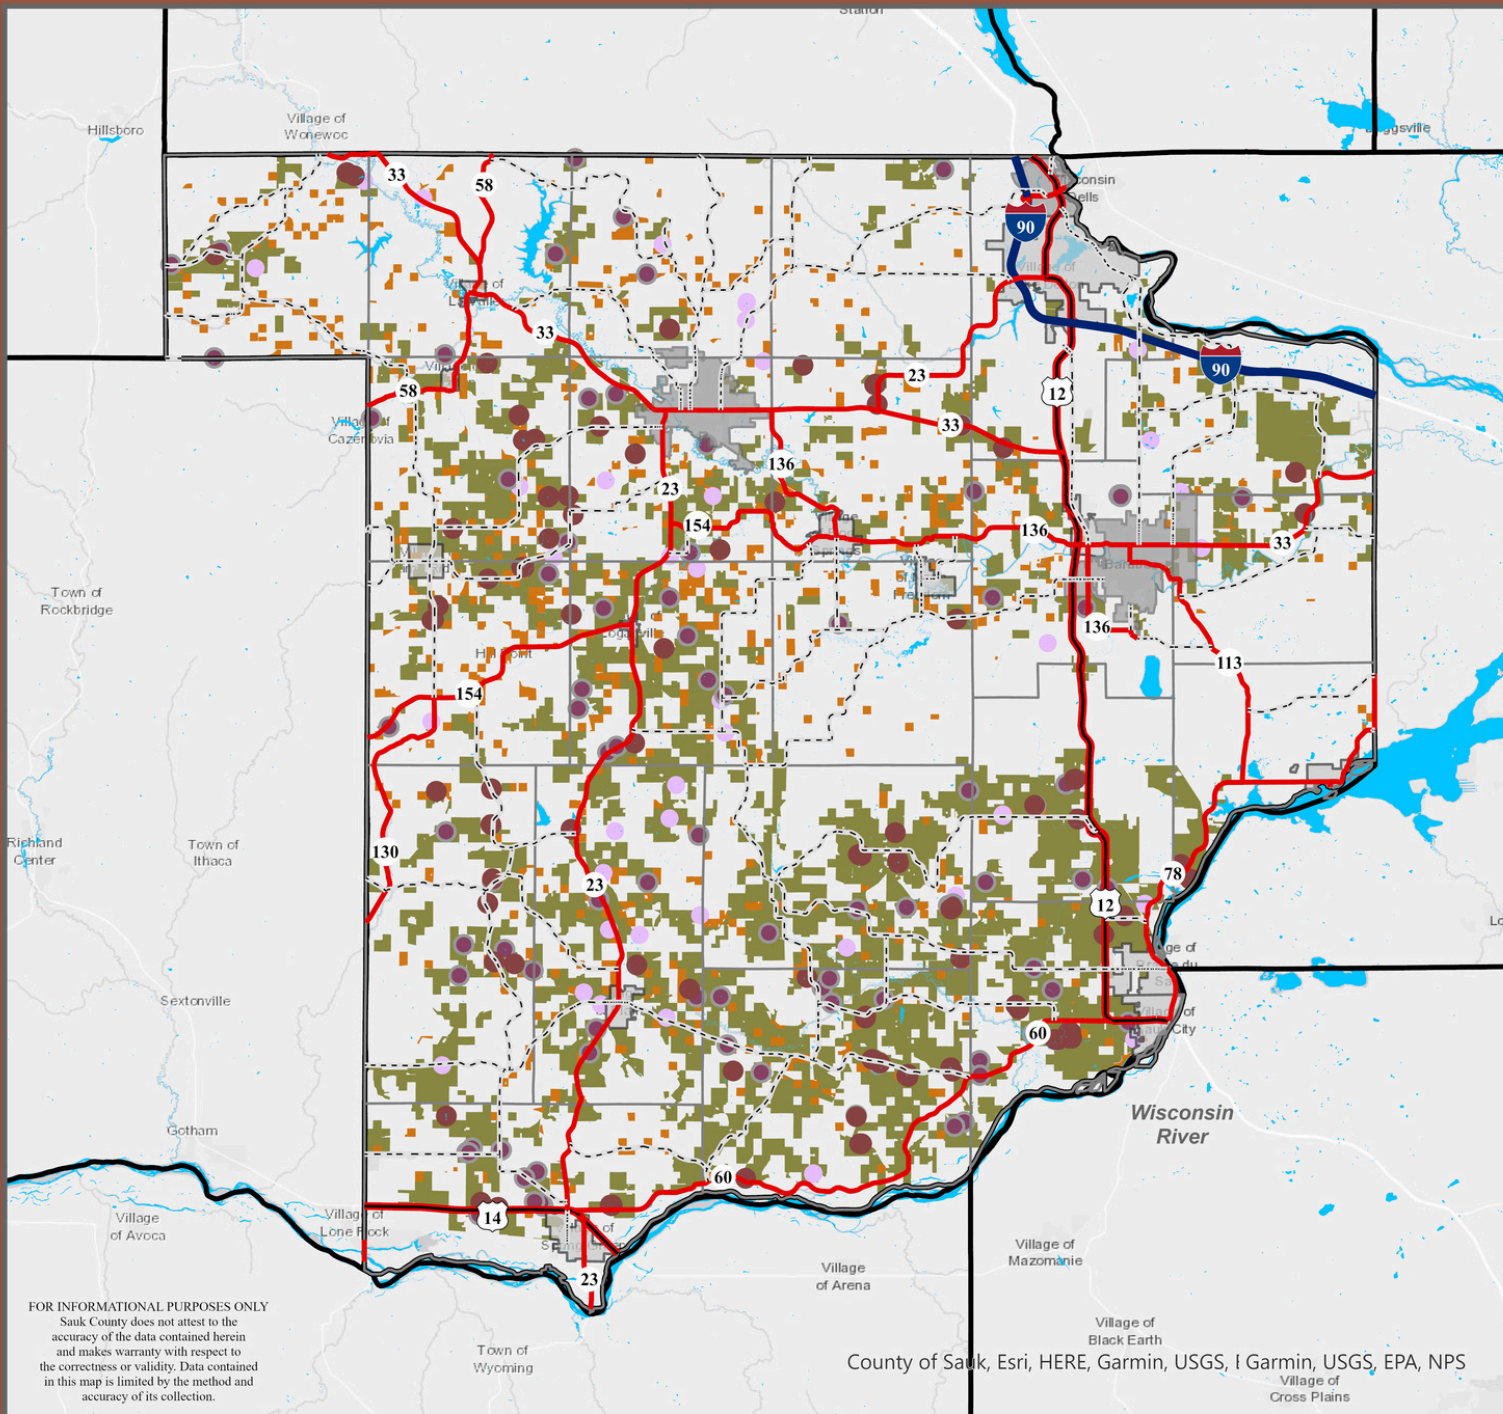 Station
Hillsboro
Village of
Wonewoc
33
58
90
Village of
33
58
23
12
90
33
136
23
154
136
33
Town of
Rockbridge
136
113
154
130
Richland
Center
Town of
Ithaca
23
78
12
Sextonville
60
Wisconsin
River
Gotham
60
Village
of Avoca
Village of
Lone Rock
14
23
Village
of Arena
Village of
Mazomanie
Village of
Black Earth
Town of
Wyoming
FOR INFORMATIONAL PURPOSES ONLY
Sauk County does not attest to the
accuracy of the data contained herein
and makes warranty with respect to
the correctness or validity. Data contained
in this map is limited by the method and
accuracy of its collection.
County of Sauk, Esri, HERE, Garmin, USGS, Garmin, USGS, EPA, NPS
Village of
Cross Plains